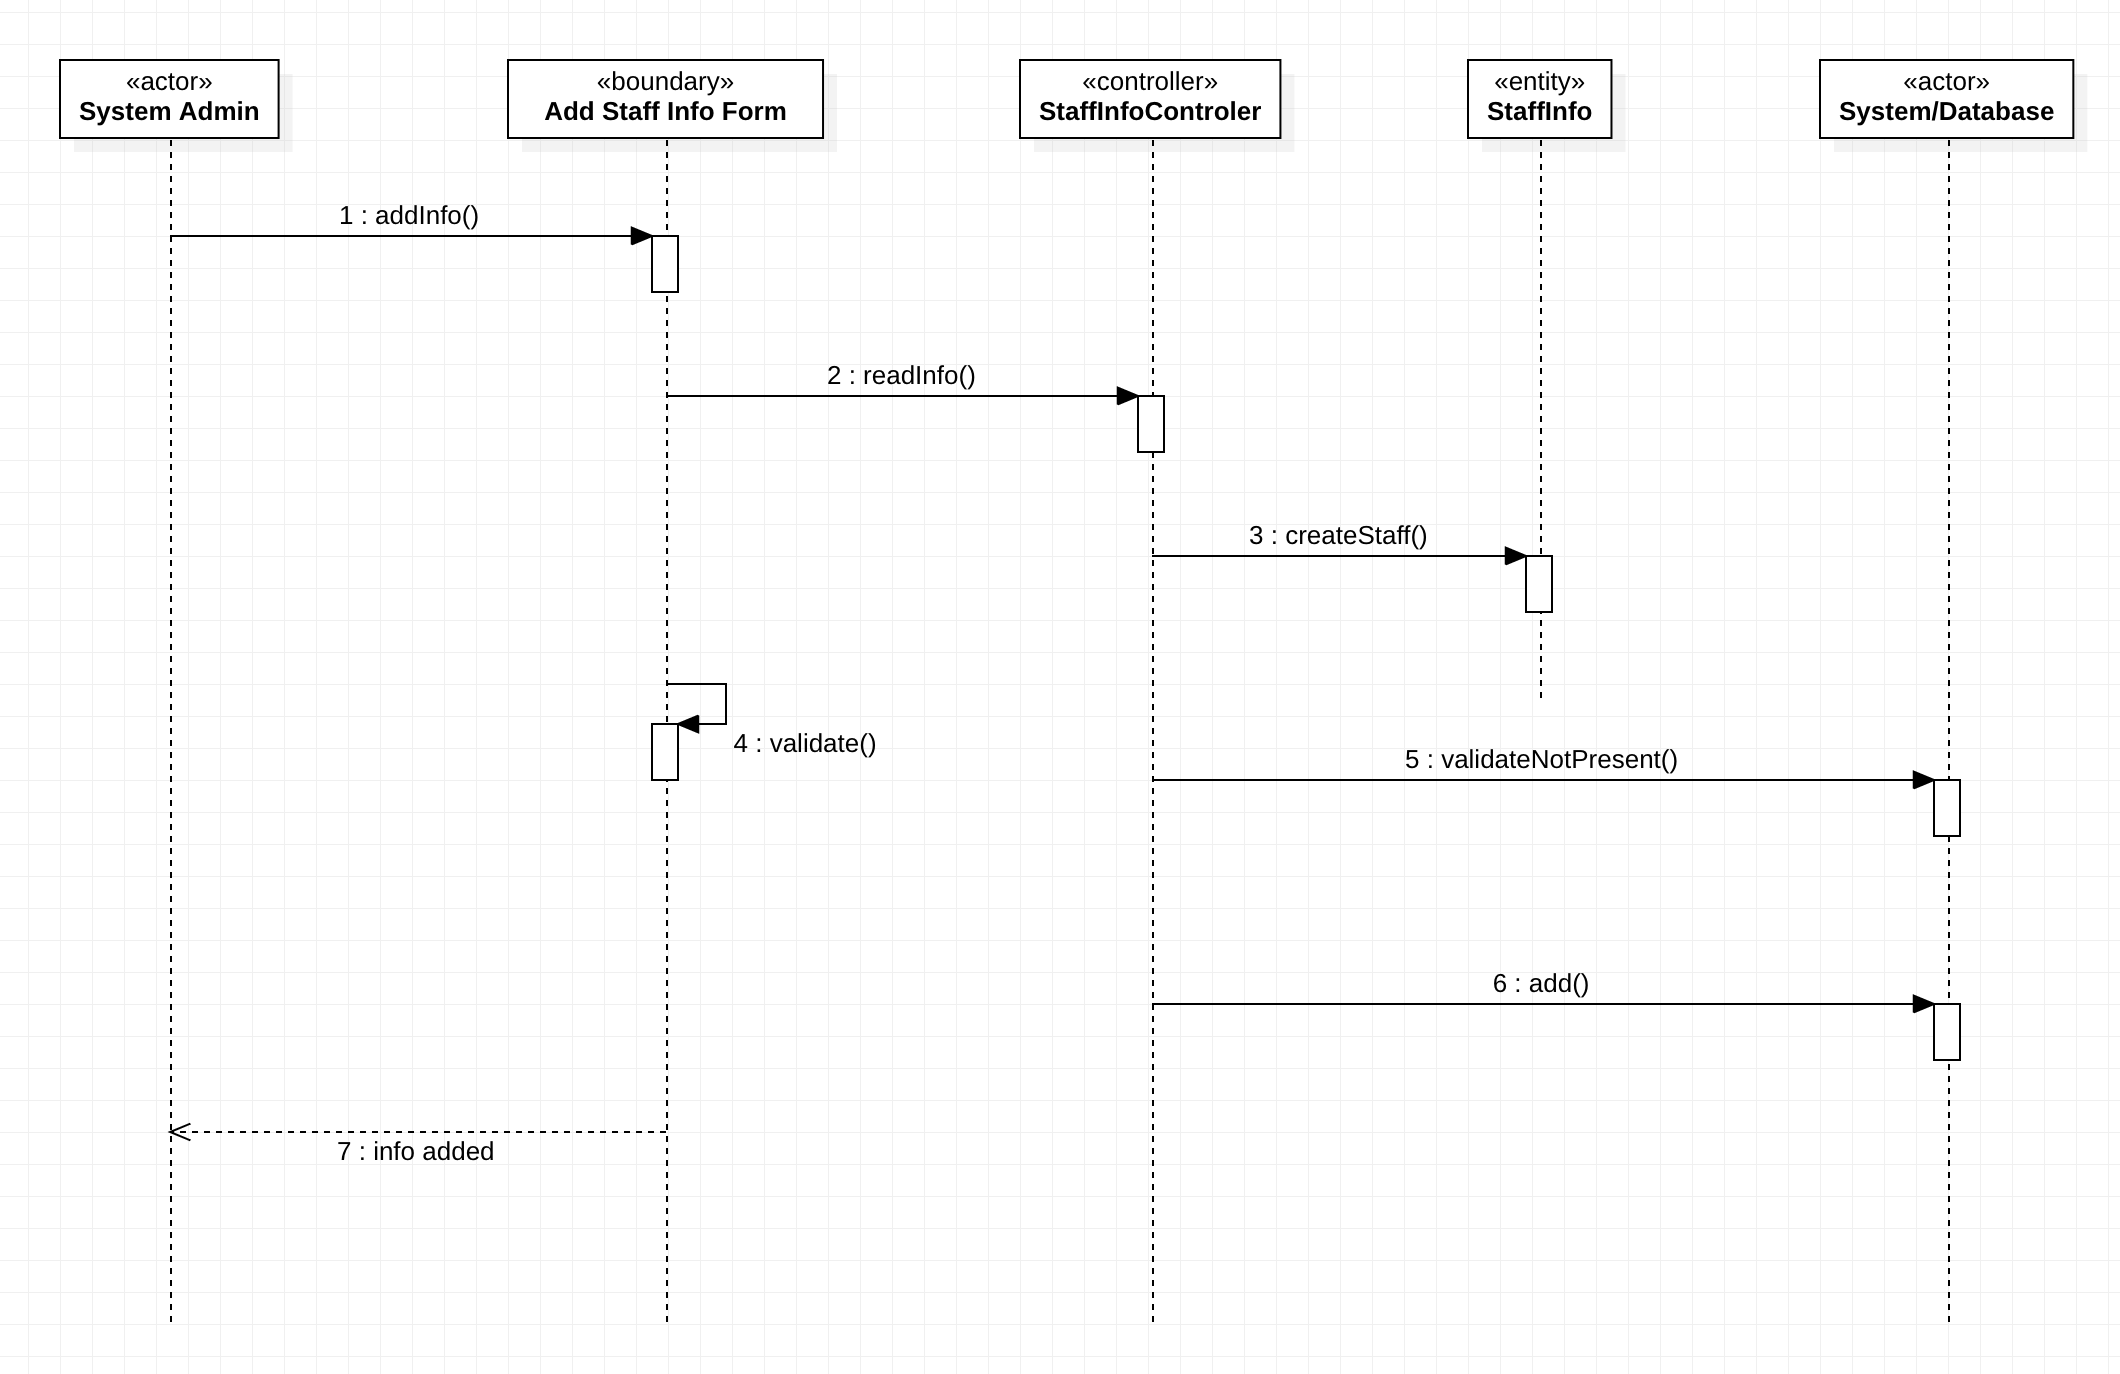 «actor»
System Admin
«boundary»
Add Staff Info Form
«controller»
StaffInfoControler
«entity»
StaffInfo
«actor»
System/Database
1 : addInfo()
2 : readInfo()
3 : createStaff()
4 : validate()
5 : validateNotPresent()
6 : add()
7 : info added